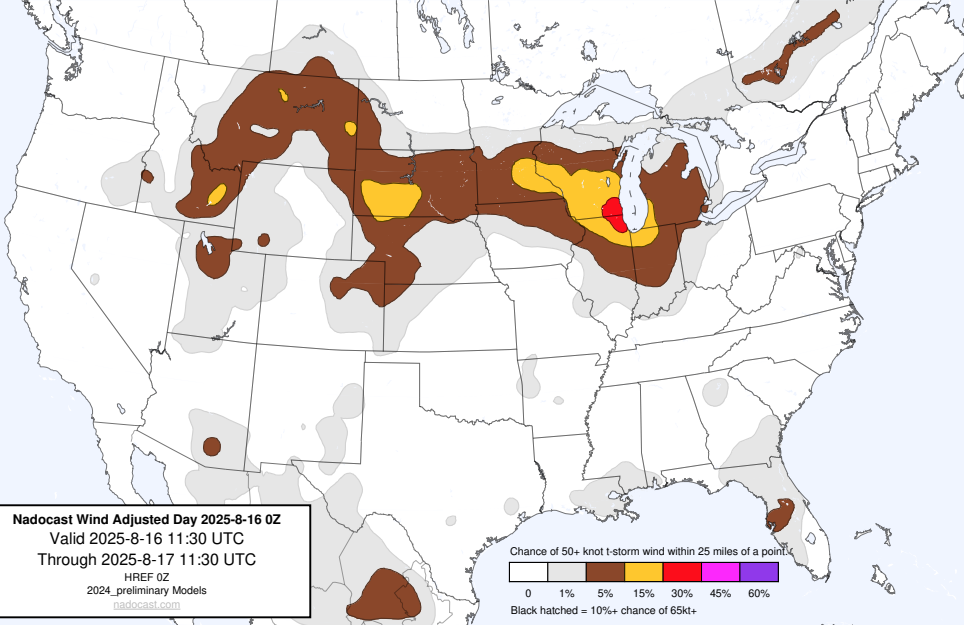 Nadocast Wind Adjusted Day 2025-8-16 0Z
Valid 2025-8-16 11:30 UTC
Through 2025-8-17 11:30 UTC
HREF 0Z
2024_preliminary Models
nadocast.com
Chance of 50+ knot t-storm wind within 25 miles of a point.
0 1% 5% 15% 30% 45% 60%
Black hatched = 10%+ chance of 65kt+